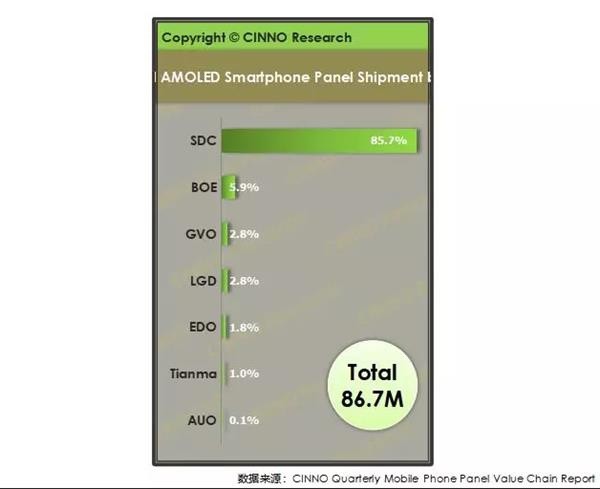 Copyright © CINNO Research
AMOLED Smartphone Panel Shipment
SDC 85.7%
BOE 5.9%
GVO 2.8%
LGD 2.8%
EDO 1.8%
Tianma 1.0%
AUO 0.1%
Total
86.7M
数据来源：CINNO Quarterly Mobile Phone Panel Value Chain Report